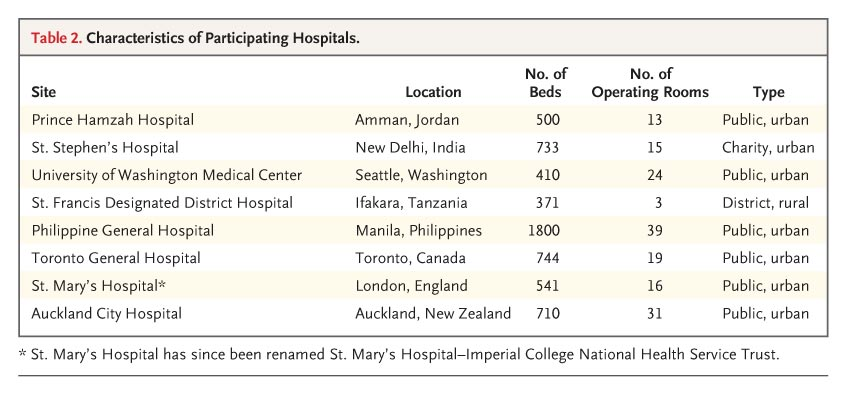 Table 2. Characteristics of Participating Hospitals.
Site Location No. of Beds No. of Operating Rooms Type
Prince Hamzah Hospital Amman, Jordan 500 13 Public, urban
St. Stephen's Hospital New Delhi, India 733 15 Charity, urban
University of Washington Medical Center Seattle, Washington 410 24 Public, urban
St. Francis Designated District Hospital Ifakara, Tanzania 371 3 District, rural
Philippine General Hospital Manila, Philippines 1800 39 Public, urban
Toronto General Hospital Toronto, Canada 744 19 Public, urban
St. Mary's Hospital* London, England 541 16 Public, urban
Auckland City Hospital Auckland, New Zealand 710 31 Public, urban
* St. Mary's Hospital has since been renamed St. Mary's Hospital–Imperial College National Health Service Trust.